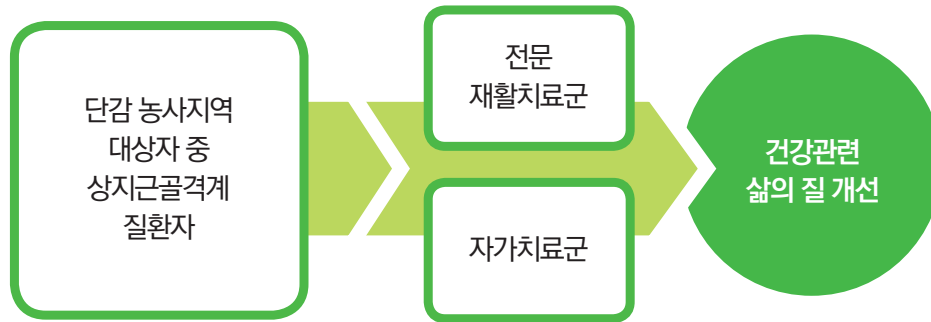 단감 농사지역
대상자 중
상지근골격계
질환자
전문
재활치료군
자가치료군
건강관련
삶의 질 개선